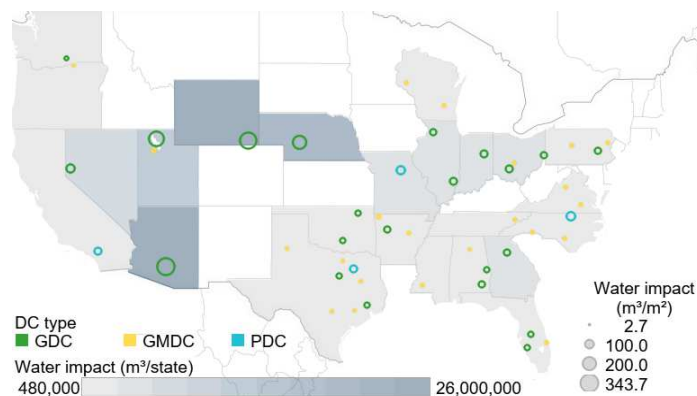 DC type
GDC GMDC PDC
Water impact (m³/state)
480,000 26,000,000
Water impact
(m³/m²)
2.7
100.0
200.0
343.7